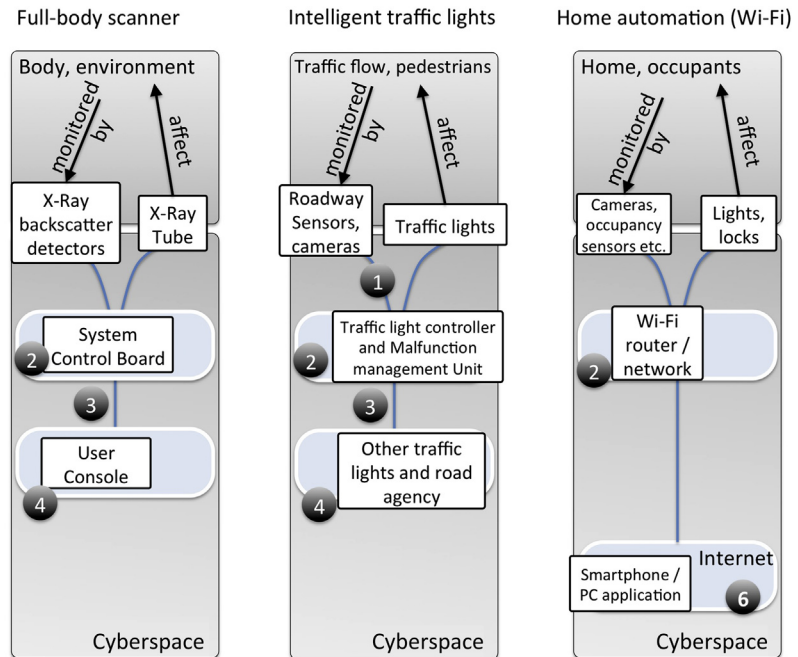 Full-body scanner
Body, environment
monitored
by
affect
X-Ray
backscatter
detectors
X-Ray
Tube
System
Control Board
2
3
User
Console
4
Cyberspace
Intelligent traffic lights
Traffic flow, pedestrians
monitored
by
affect
Roadway
Sensors,
cameras
Traffic lights
1
Traffic light controller
and Malfunction
management Unit
2
3
Other traffic
lights and road
agency
4
Cyberspace
Home automation (Wi-Fi)
Home, occupants
monitored
by
affect
Cameras,
occupancy
sensors etc.
Lights,
locks
Wi-Fi
router /
network
2
Internet
Smartphone /
PC application
6
Cyberspace